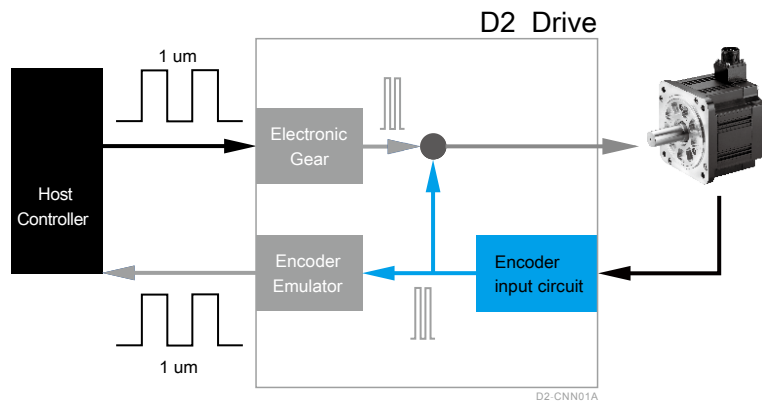 D2 Drive
1 um
Electronic
Gear
Host
Controller
Encoder
Emulator
Encoder
input circuit
1 um
D2-CNN01A